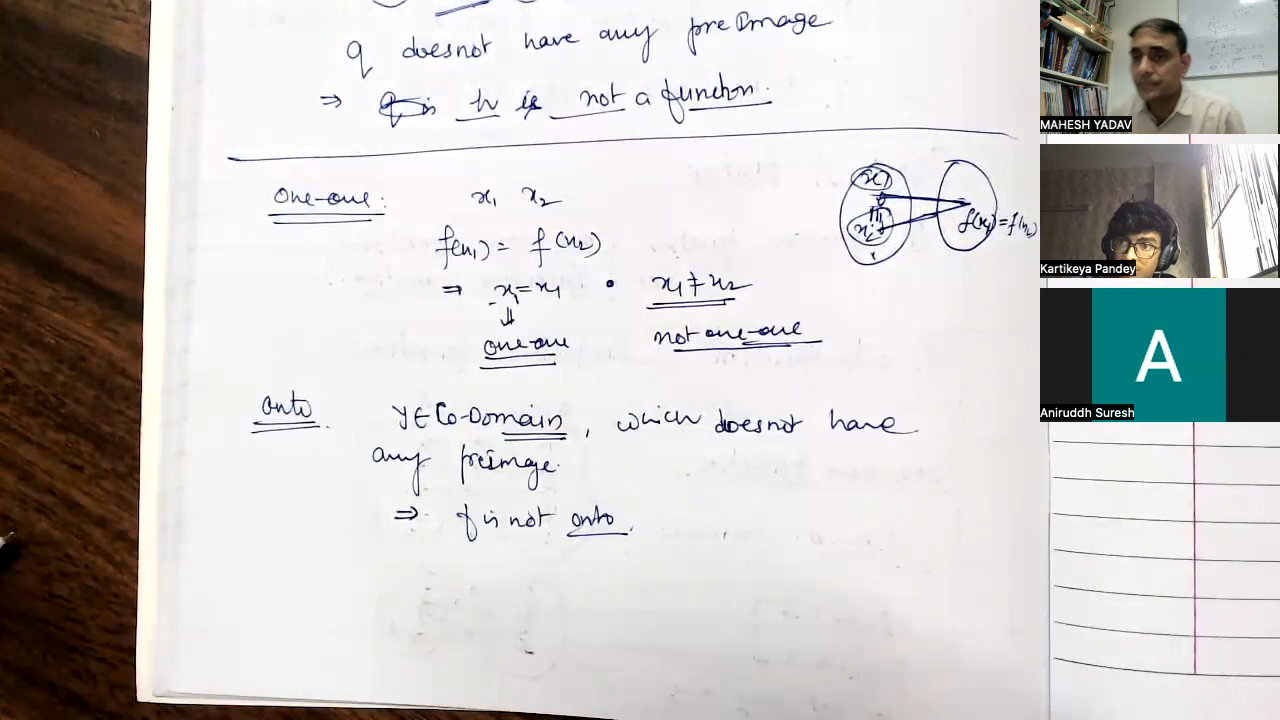 q doesnot have any preImage
⇒ h is not a function.
one-one:
x₁ x₂
f(x₁) = f(x₂)
⇒ x₁ = x₁ • x₁ ≠ x₂
⇓
one-one not one-one
x₁
x₂
f(x₁) = f(x₂)
onto. y ∈ Co-Domain, which doesnot have
any preimage.
⇒ f is not onto.
MAHESH YADAV
Kartikeya Pandey
A
Aniruddh Suresh